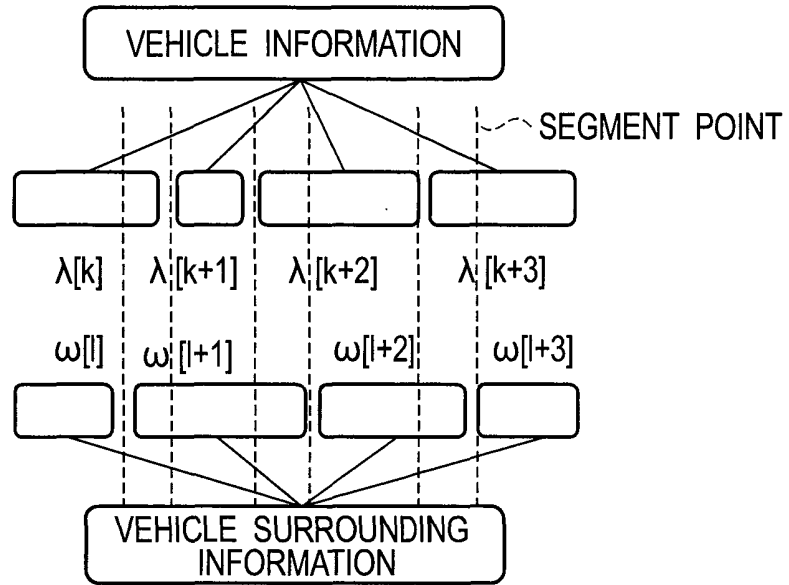 VEHICLE INFORMATION
SEGMENT POINT
λ[k] λ[k+1] λ[k+2] λ[k+3]
ω[l] ω[l+1] ω[l+2] ω[l+3]
VEHICLE SURROUNDING
INFORMATION